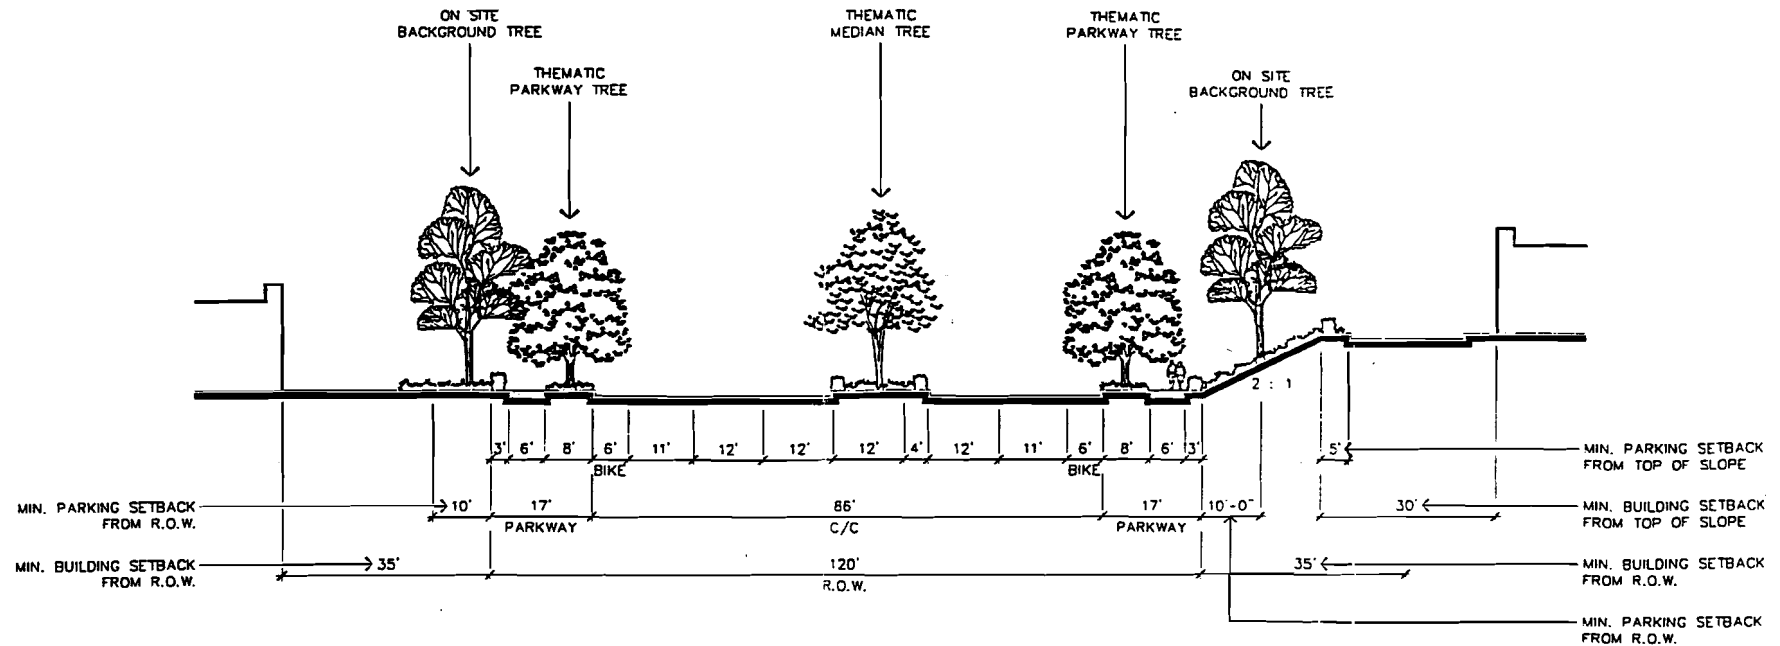 ON SITE
BACKGROUND TREE
THEMATIC
PARKWAY TREE
THEMATIC
MEDIAN TREE
THEMATIC
PARKWAY TREE
ON SITE
BACKGROUND TREE
2 : 1
3' 6' 8' 6' 11' 12' 12' 12' 4' 12' 11' 6' 8' 6' 3' 5'
BIKE BIKE
MIN. PARKING SETBACK
FROM TOP OF SLOPE
MIN. PARKING SETBACK
FROM R.O.W.
10' 17' 86' 17' 10'-0" 30'
PARKWAY C/C PARKWAY
MIN. BUILDING SETBACK
FROM TOP OF SLOPE
MIN. BUILDING SETBACK
FROM R.O.W.
35' 120' 35'
R.O.W.
MIN. BUILDING SETBACK
FROM R.O.W.
MIN. PARKING SETBACK
FROM R.O.W.